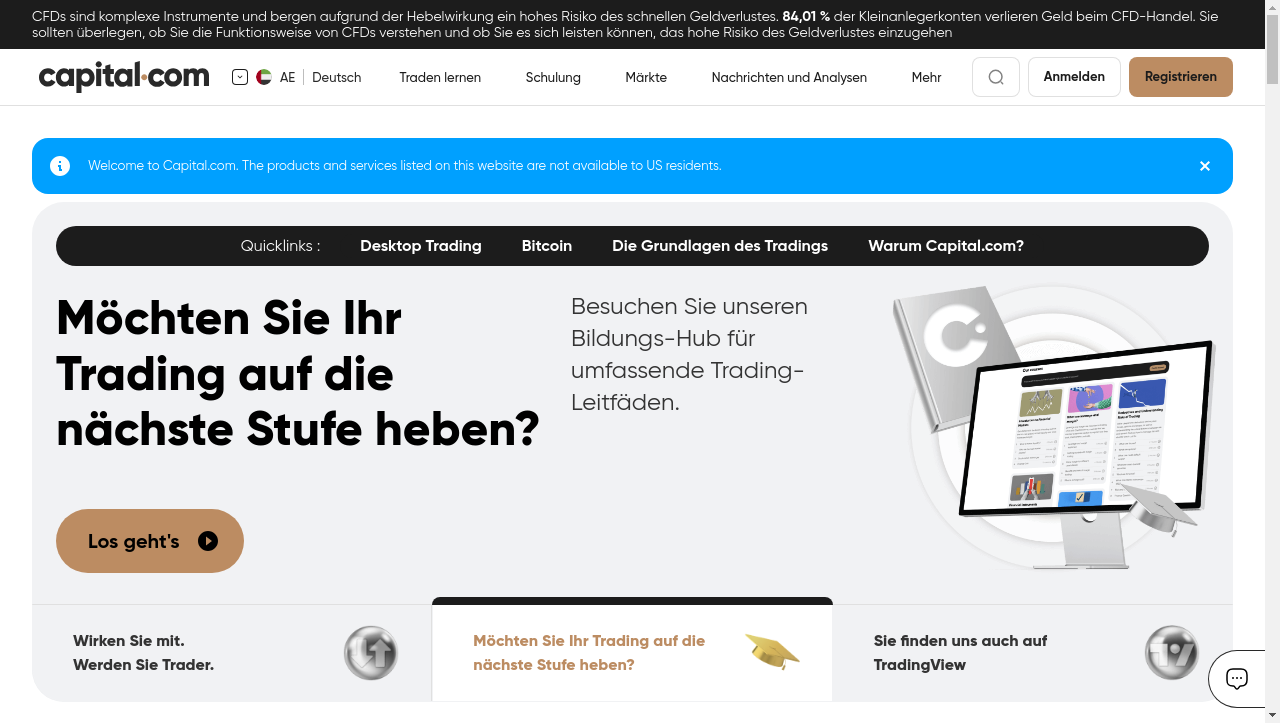 CFDs sind komplexe Instrumente und bergen aufgrund der Hebelwirkung ein hohes Risiko des schnellen Geldverlustes. 84,01 % der Kleinanlegerkonten verlieren Geld beim CFD-Handel. Sie
sollten überlegen, ob Sie die Funktionsweise von CFDs verstehen und ob Sie es sich leisten können, das hohe Risiko des Geldverlustes einzugehen
capital.com AE Deutsch Traden lernen Schulung Märkte Nachrichten und Analysen Mehr Anmelden Registrieren
Welcome to Capital.com. The products and services listed on this website are not available to US residents.
Quicklinks : Desktop Trading Bitcoin Die Grundlagen des Tradings Warum Capital.com?
Möchten Sie Ihr
Trading auf die
nächste Stufe heben?
Besuchen Sie unseren
Bildungs-Hub für
umfassende Trading-
Leitfäden.
Los geht's
Wirken Sie mit.
Werden Sie Trader.
Möchten Sie Ihr Trading auf die
nächste Stufe heben?
Sie finden uns auch auf
TradingView